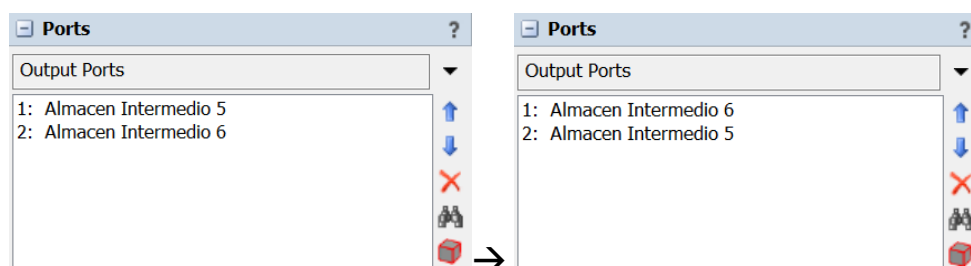 Ports ?
Output Ports
1: Almacen Intermedio 5
2: Almacen Intermedio 6
→
Ports ?
Output Ports
1: Almacen Intermedio 6
2: Almacen Intermedio 5